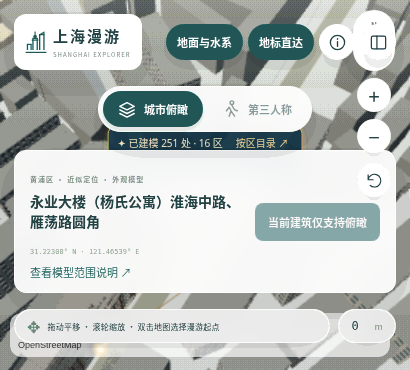 上海漫游
SHANGHAI EXPLORER
地面与水系
地标直达
城市俯瞰
第三人称
✦ 已建模 251 处 · 16 区 按区目录 ↗
黄浦区 · 近似定位 · 外观模型
永业大楼（杨氏公寓）淮海中路、
雁荡路圆角
当前建筑仅支持俯瞰
31.22300° N · 121.46539° E
查看模型范围说明 ↗
拖动平移 · 滚轮缩放 · 双击地图选择漫游起点
0 m
OpenStreetMap